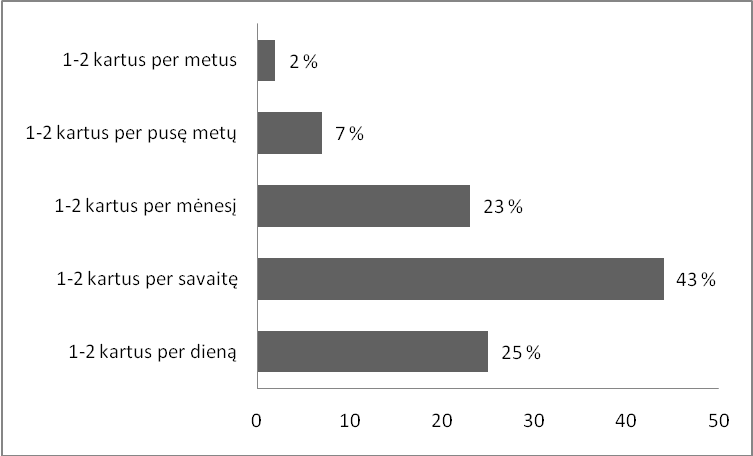 1-2 kartus per metus 2 %
1-2 kartus per pusę metų 7 %
1-2 kartus per mėnesį 23 %
1-2 kartus per savaitę 43 %
1-2 kartus per dieną 25 %
0 10 20 30 40 50